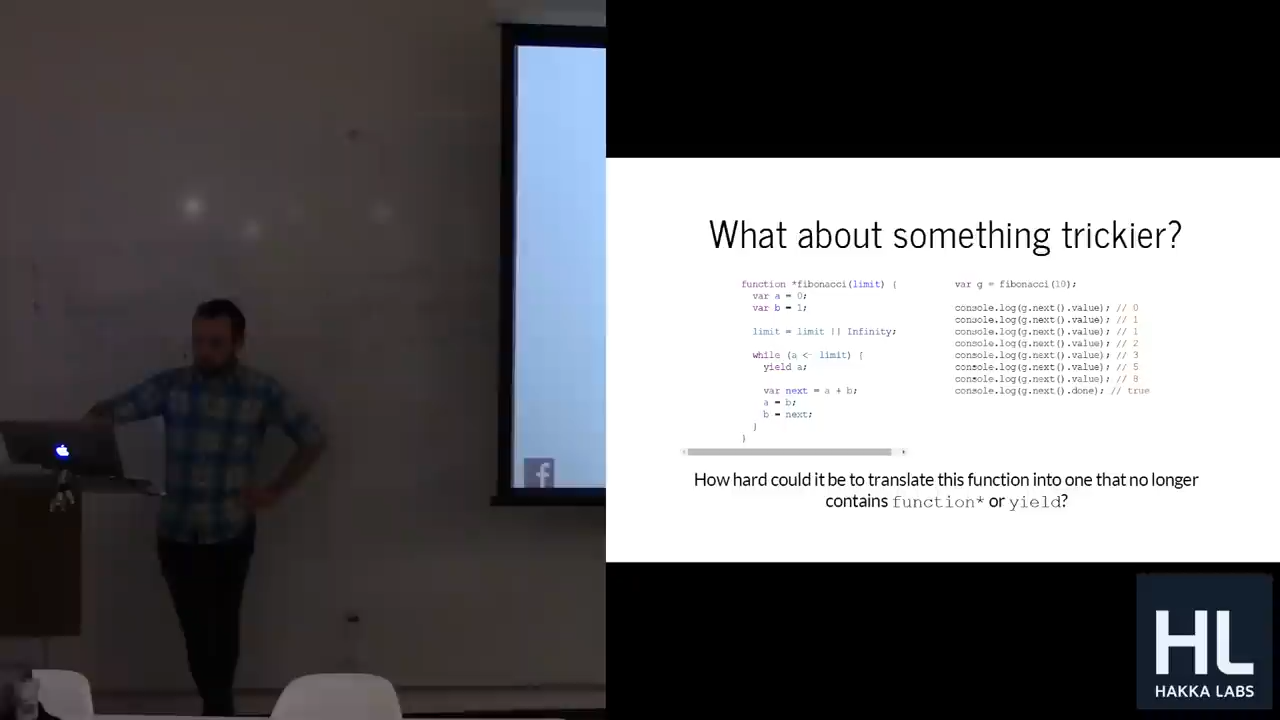 What about something trickier?
function *fibonacci(limit) {
var a = 0;
var b = 1;
limit = limit || Infinity;
while (a <- limit) {
yield a;
var next = a + b;
a = b;
b = next;
}
}
var g = fibonacci(10);
console.log(g.next().value); // 0
console.log(g.next().value); // 1
console.log(g.next().value); // 1
console.log(g.next().value); // 2
console.log(g.next().value); // 3
console.log(g.next().value); // 5
console.log(g.next().value); // 8
console.log(g.next().done); // true
How hard could it be to translate this function into one that no longer
contains function* or yield?
f
HL
HAKKA LABS